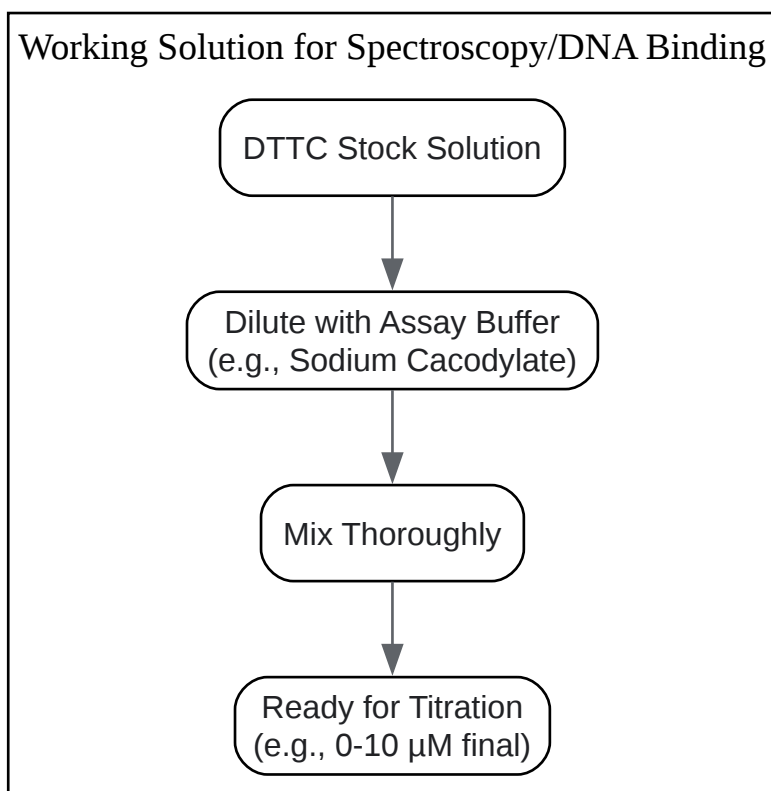 Working Solution for Spectroscopy/DNA Binding
DTTC Stock Solution
Dilute with Assay Buffer
(e.g., Sodium Cacodylate)
Mix Thoroughly
Ready for Titration
(e.g., 0-10 µM final)